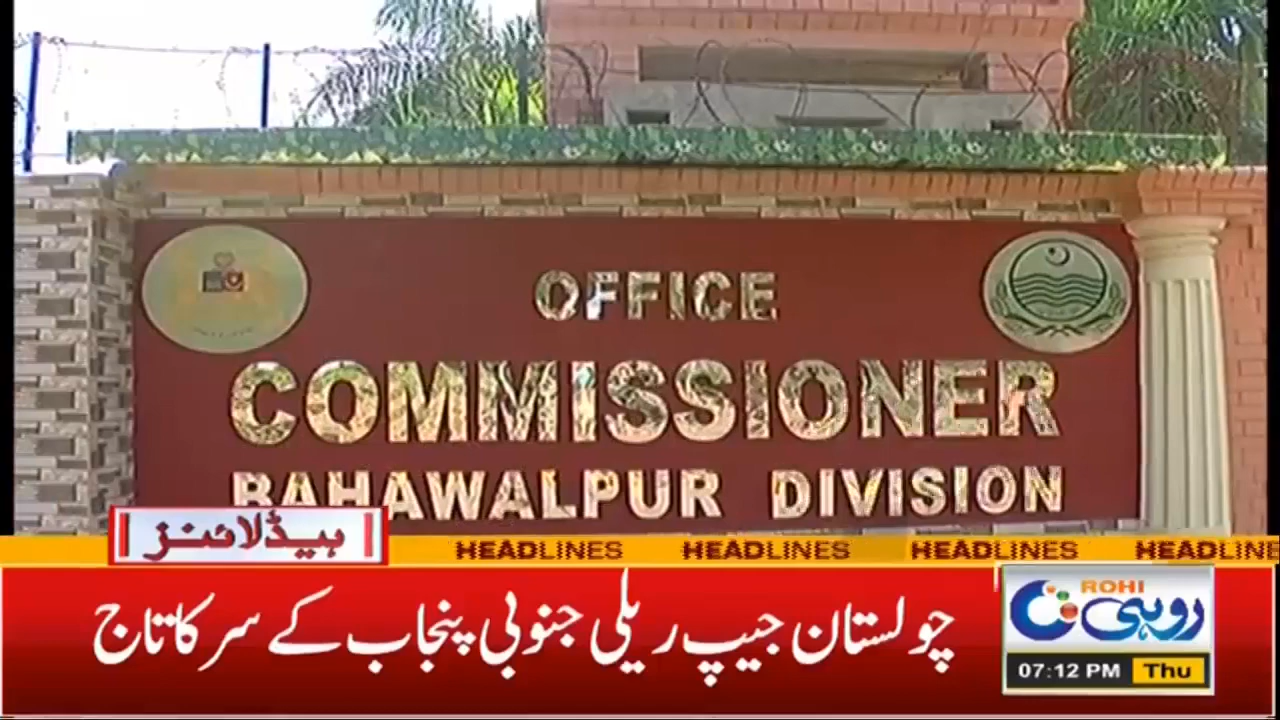 OFFICE
COMMISSIONER
BAHAWALPUR DIVISION
ہیڈلائنز
HEADLINES HEADLINES HEADLINES HEADLINE
چولستان جیپ ریلی جنوبی پنجاب کے سر کا تاج
ROHI
روہی
07:12 PM Thu